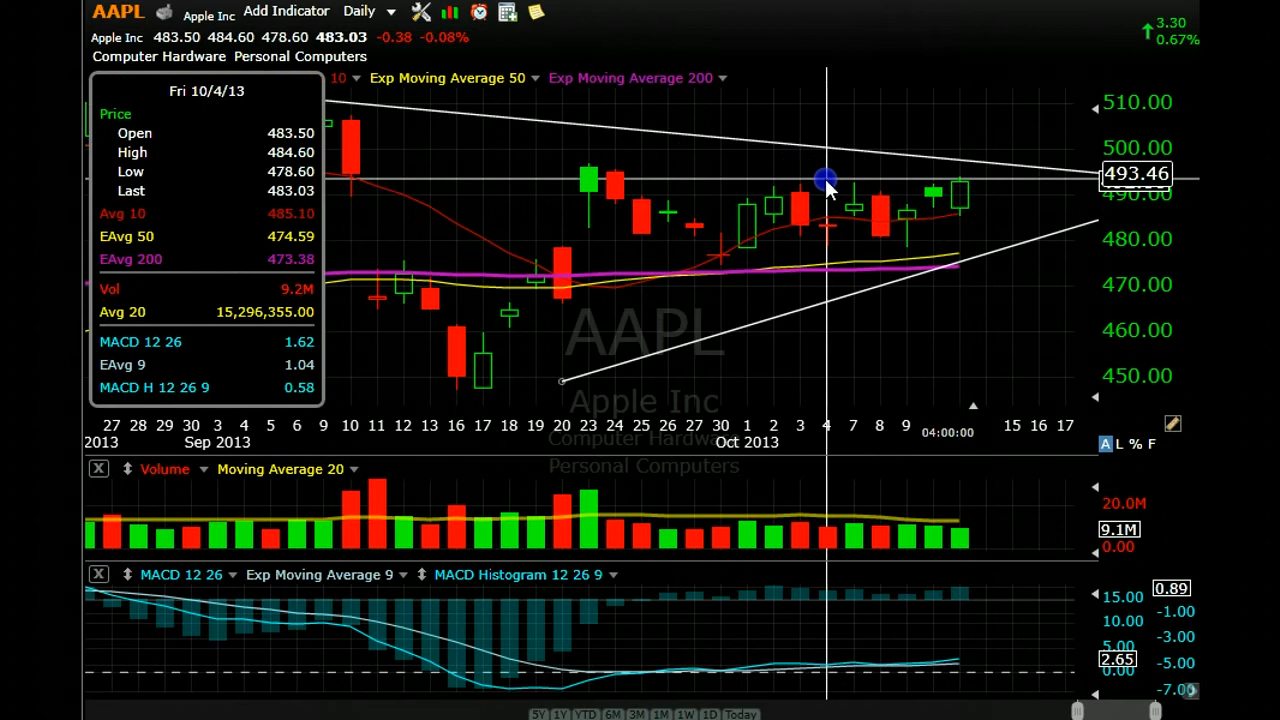 AAPL Apple Inc Add Indicator Daily
3.30
0.67%
Apple Inc 483.50 484.60 478.60 483.03 -0.38 -0.08%
Computer Hardware Personal Computers
10 Exp Moving Average 50 Exp Moving Average 200
Fri 10/4/13
Price
Open 483.50
High 484.60
Low 478.60
Last 483.03
Avg 10 485.10
EAvg 50 474.59
EAvg 200 473.38
Vol 9.2M
Avg 20 15,296,355.00
MACD 12 26 1.62
EAvg 9 1.04
MACD H 12 26 9 0.58
510.00
500.00
493.46
490.00
480.00
470.00
460.00
450.00
AAPL
Apple Inc
Computer Hardware
Personal Computers
27 28 29 30 3 4 5 6 9 10 11 12 13 16 17 18 19 20 23 24 25 26 27 30 1 2 3 4 7 8 9 04:00:00 15 16 17
2013 Sep 2013 Oct 2013
A L % F
X Volume Moving Average 20
20.0M
9.1M
0.00
X MACD 12 26 Exp Moving Average 9 MACD Histogram 12 26 9
0.89
15.00 -1.00
10.00 -3.00
5.00 -5.00
2.65
0.00 -7.00
5Y 1Y YTD 6M 3M 1M 1W 1D Today